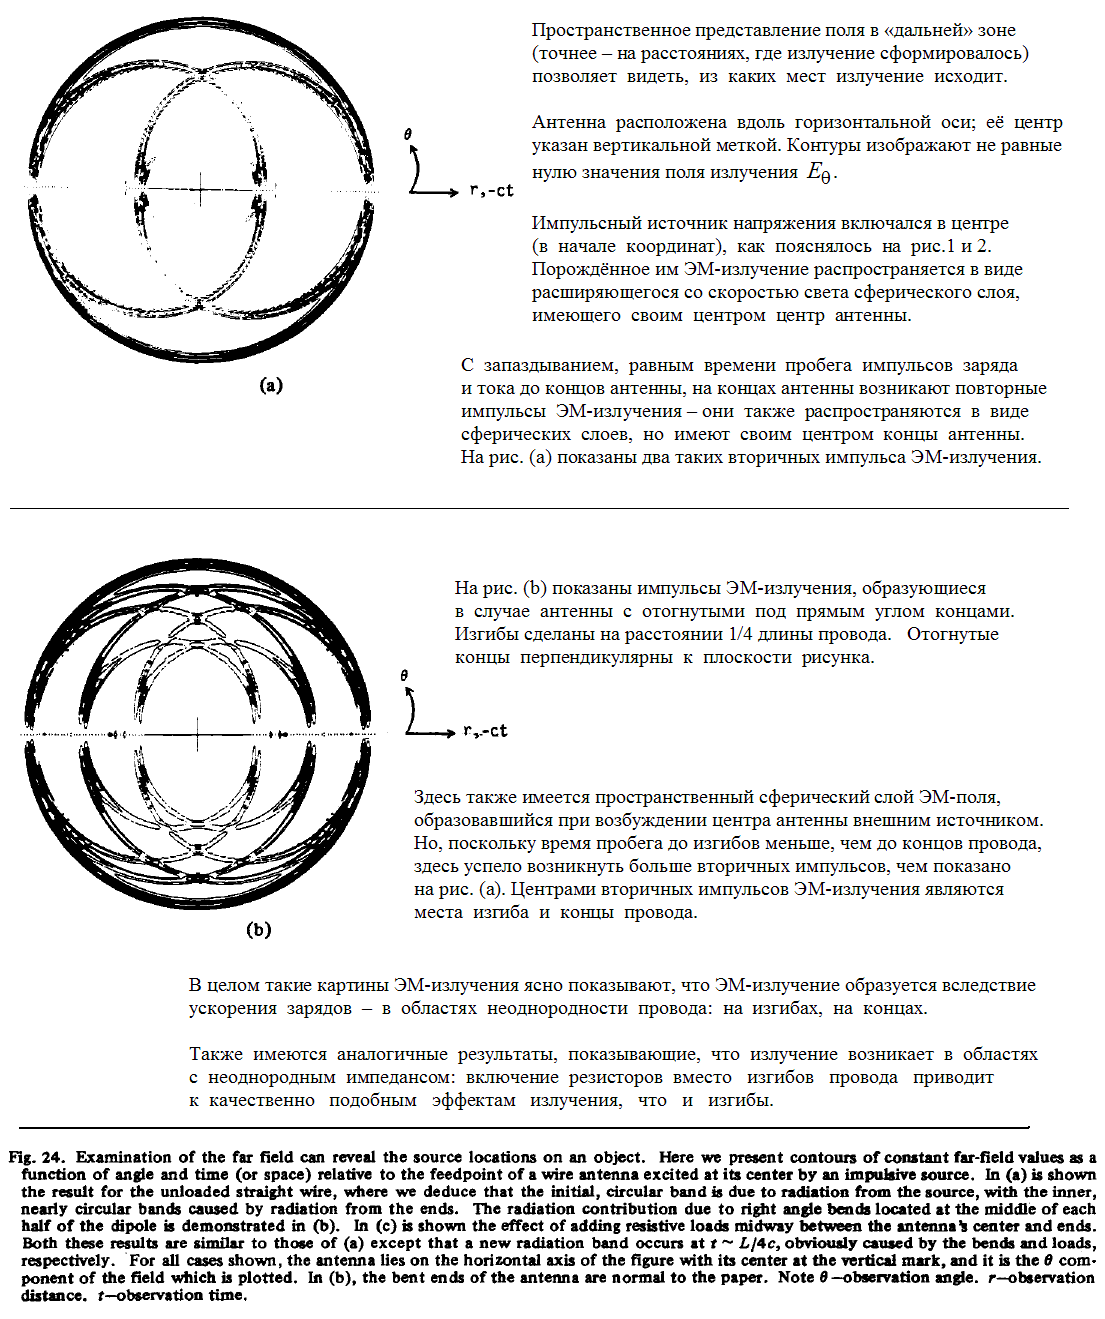 Пространственное представление поля в «дальней» зоне
(точнее – на расстояниях, где излучение сформировалось)
позволяет видеть, из каких мест излучение исходит.
Антенна расположена вдоль горизонтальной оси; её центр
указан вертикальной меткой. Контуры изображают не равные
нулю значения поля излучения Eθ.
θ
r,-ct
Импульсный источник напряжения включался в центре
(в начале координат), как пояснялось на рис.1 и 2.
Порождённое им ЭМ-излучение распространяется в виде
расширяющегося со скоростью света сферического слоя,
имеющего своим центром центр антенны.
(a)
С запаздыванием, равным времени пробега импульсов заряда
и тока до концов антенны, на концах антенны возникают повторные
импульсы ЭМ-излучения – они также распространяются в виде
сферических слоев, но имеют своим центром концы антенны.
На рис. (a) показаны два таких вторичных импульса ЭМ-излучения.
На рис. (b) показаны импульсы ЭМ-излучения, образующиеся
в случае антенны с отогнутыми под прямым углом концами.
Изгибы сделаны на расстоянии 1/4 длины провода. Отогнутые
концы перпендикулярны к плоскости рисунка.
θ
r,-ct
Здесь также имеется пространственный сферический слой ЭМ-поля,
образовавшийся при возбуждении центра антенны внешним источником.
Но, поскольку время пробега до изгибов меньше, чем до концов провода,
здесь успело возникнуть больше вторичных импульсов, чем показано
на рис. (a). Центрами вторичных импульсов ЭМ-излучения являются
места изгиба и концы провода.
(b)
В целом такие картины ЭМ-излучения ясно показывают, что ЭМ-излучение образуется вследствие
ускорения зарядов – в областях неоднородности провода: на изгибах, на концах.
Также имеются аналогичные результаты, показывающие, что излучение возникает в областях
с неоднородным импедансом: включение резисторов вместо изгибов провода приводит
к качественно подобным эффектам излучения, что и изгибы.
Fig. 24. Examination of the far field can reveal the source locations on an object. Here we present contours of constant far-field values as a
function of angle and time (or space) relative to the feedpoint of a wire antenna excited at its center by an impulsive source. In (a) is shown
the result for the unloaded straight wire, where we deduce that the initial, circular band is due to radiation from the source, with the inner,
nearly circular bands caused by radiation from the ends. The radiation contribution due to right angle bends located at the middle of each
half of the dipole is demonstrated in (b). In (c) is shown the effect of adding resistive loads midway between the antenna's center and ends.
Both these results are similar to those of (a) except that a new radiation band occurs at t ~ L/4c, obviously caused by the bends and loads,
respectively. For all cases shown, the antenna lies on the horizontal axis of the figure with its center at the vertical mark, and it is the θ com-
ponent of the field which is plotted. In (b), the bent ends of the antenna are normal to the paper. Note θ—observation angle. r—observation
distance. t—observation time.